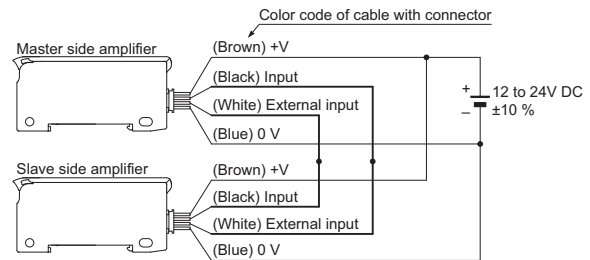 Color code of cable with connector
Master side amplifier
(Brown) +V
(Black) Input
(White) External input
(Blue) 0 V
+
12 to 24V DC
–
±10 %
Slave side amplifier
(Brown) +V
(Black) Input
(White) External input
(Blue) 0 V